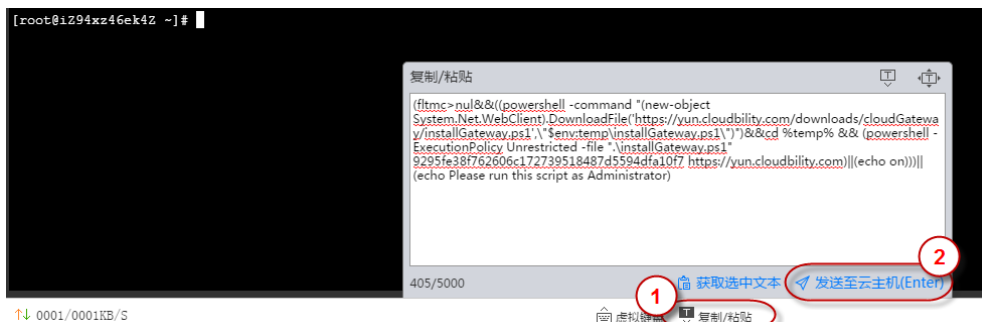 [root@iZ94xz46ek4Z ~]#
复制/粘贴
(fltmc>nul&&((powershell -command "(new-object
System.Net.WebClient).DownloadFile('https://yun.cloudbility.com/downloads/cloudGatewa
y/installGateway.ps1',\"$env:temp\installGateway.ps1\")")&&cd %temp% && (powershell -
ExecutionPolicy Unrestricted -file ".\installGateway.ps1"
9295fe38f762606c172739518487d5594dfa10f7 https://yun.cloudbility.com)||(echo on)))||
(echo Please run this script as Administrator)
405/5000
获取选中文本
发送至云主机(Enter)
2
1
↑↓ 0001/0001KB/S
虚拟键盘
复制/粘贴